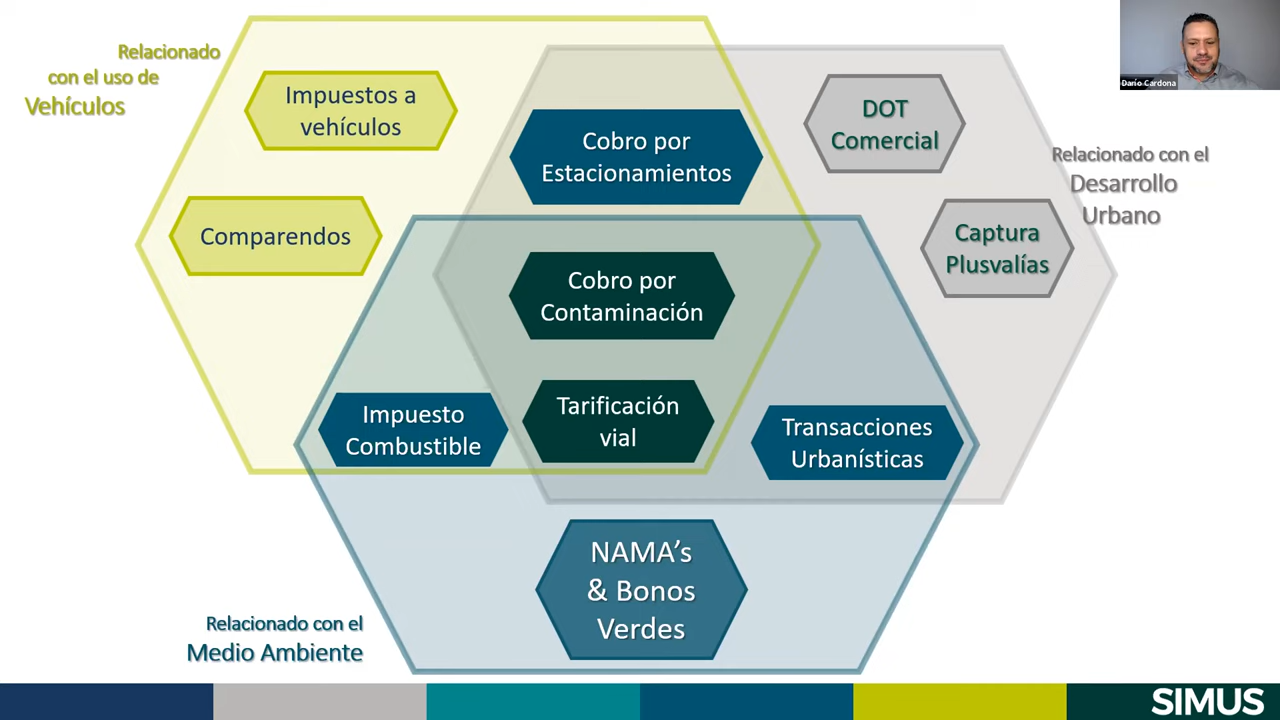 Relacionado
con el uso de
Vehículos
Impuestos a
vehículos
Comparendos
Cobro por
Estacionamientos
DOT
Comercial
Darío Cardona
Relacionado con el
Desarrollo
Urbano
Captura
Plusvalías
Cobro por
Contaminación
Impuesto
Combustible
Tarificación
vial
Transacciones
Urbanísticas
NAMA’s
& Bonos
Verdes
Relacionado con el
Medio Ambiente
SIMUS